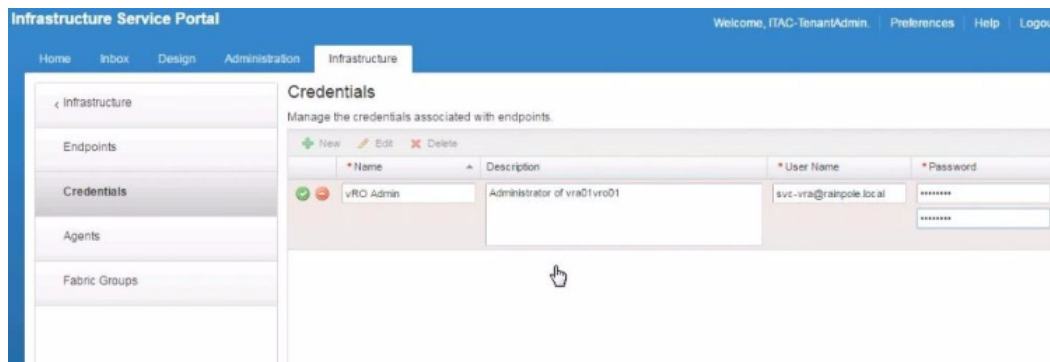 Infrastructure Service Portal
Welcome, ITAC-TenantAdmin. Preferences Help Logou
Home Inbox Design Administration Infrastructure
< Infrastructure
Endpoints
Credentials
Agents
Fabric Groups
Credentials
Manage the credentials associated with endpoints.
New Edit Delete
*Name Description *User Name *Password
vRO Admin Administrator of vra01vro01 svc-vra@rainpole.local ••••••••
••••••••